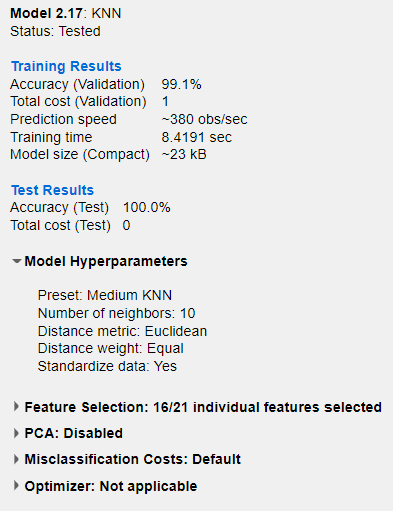 Model 2.17: KNN
Status: Tested
Training Results
Accuracy (Validation) 99.1%
Total cost (Validation) 1
Prediction speed ~380 obs/sec
Training time 8.4191 sec
Model size (Compact) ~23 kB
Test Results
Accuracy (Test) 100.0%
Total cost (Test) 0
Model Hyperparameters
Preset: Medium KNN
Number of neighbors: 10
Distance metric: Euclidean
Distance weight: Equal
Standardize data: Yes
Feature Selection: 16/21 individual features selected
PCA: Disabled
Misclassification Costs: Default
Optimizer: Not applicable